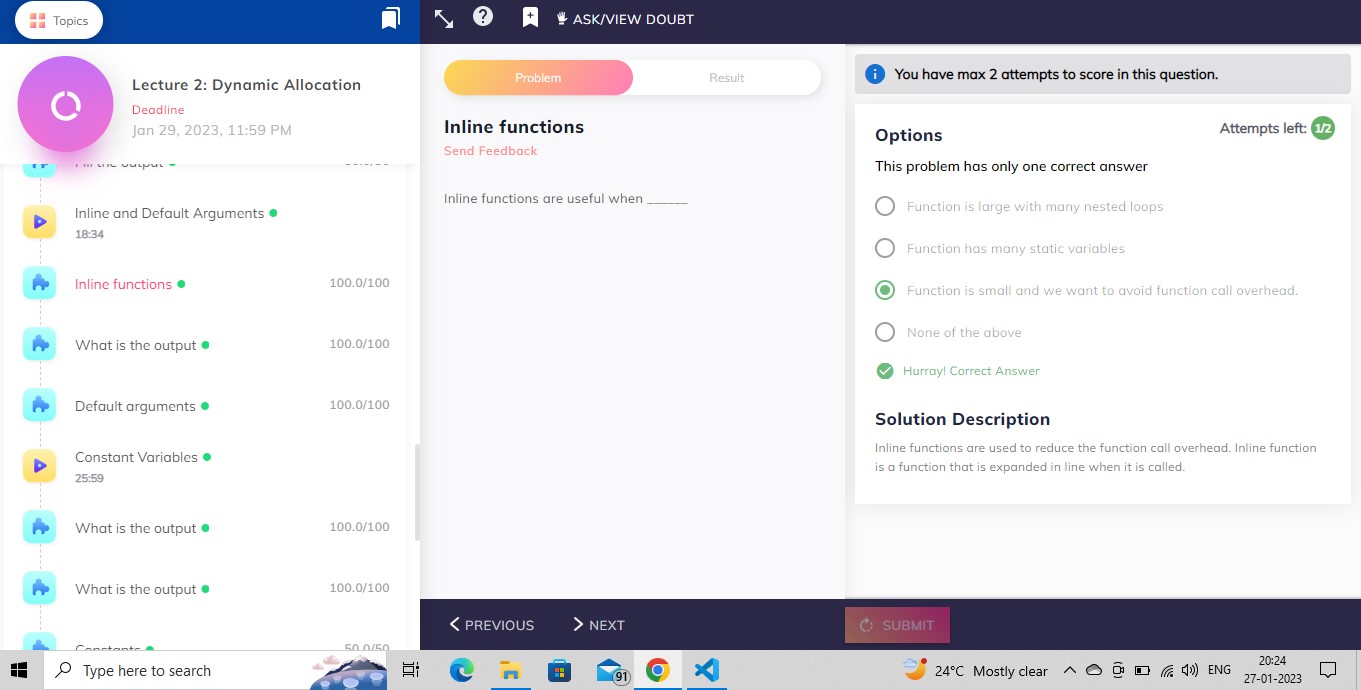 Topics
Lecture 2: Dynamic Allocation
Deadline
Jan 29, 2023, 11:59 PM
Fill the output
Inline and Default Arguments
18:34
Inline functions 100.0/100
What is the output 100.0/100
Default arguments 100.0/100
Constant Variables
25:59
What is the output 100.0/100
What is the output 100.0/100
Constants 50.0/50
ASK/VIEW DOUBT
Problem Result
Inline functions
Send Feedback
Inline functions are useful when ______
PREVIOUS NEXT
You have max 2 attempts to score in this question.
Options
Attempts left: 1/2
This problem has only one correct answer
Function is large with many nested loops
Function has many static variables
Function is small and we want to avoid function call overhead.
None of the above
Hurray! Correct Answer
Solution Description
Inline functions are used to reduce the function call overhead. Inline function
is a function that is expanded in line when it is called.
SUBMIT
Type here to search
91
24°C Mostly clear
ENG
20:24
27-01-2023